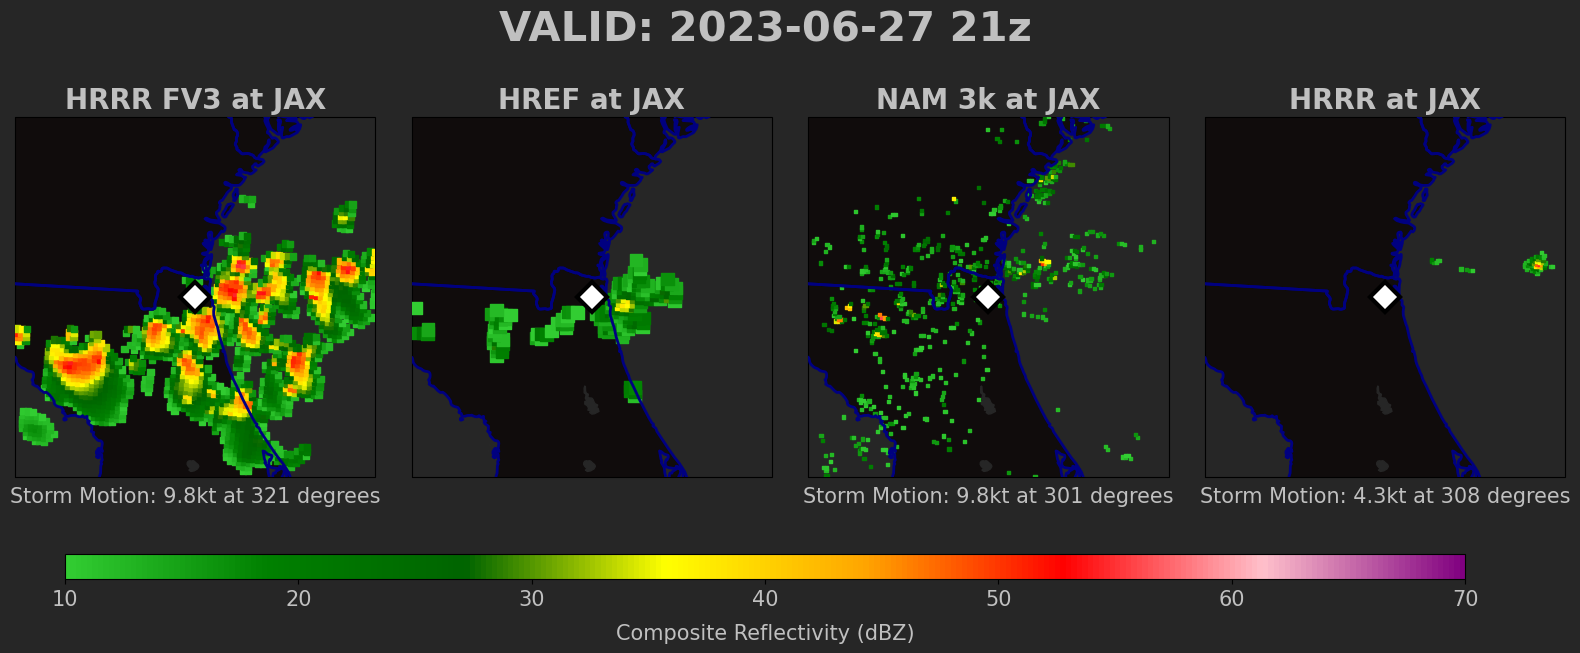 VALID: 2023-06-27 21z
HRRR FV3 at JAX
HREF at JAX
NAM 3k at JAX
HRRR at JAX
Storm Motion: 9.8kt at 321 degrees
Storm Motion: 9.8kt at 301 degrees
Storm Motion: 4.3kt at 308 degrees
10 20 30 40 50 60 70
Composite Reflectivity (dBZ)